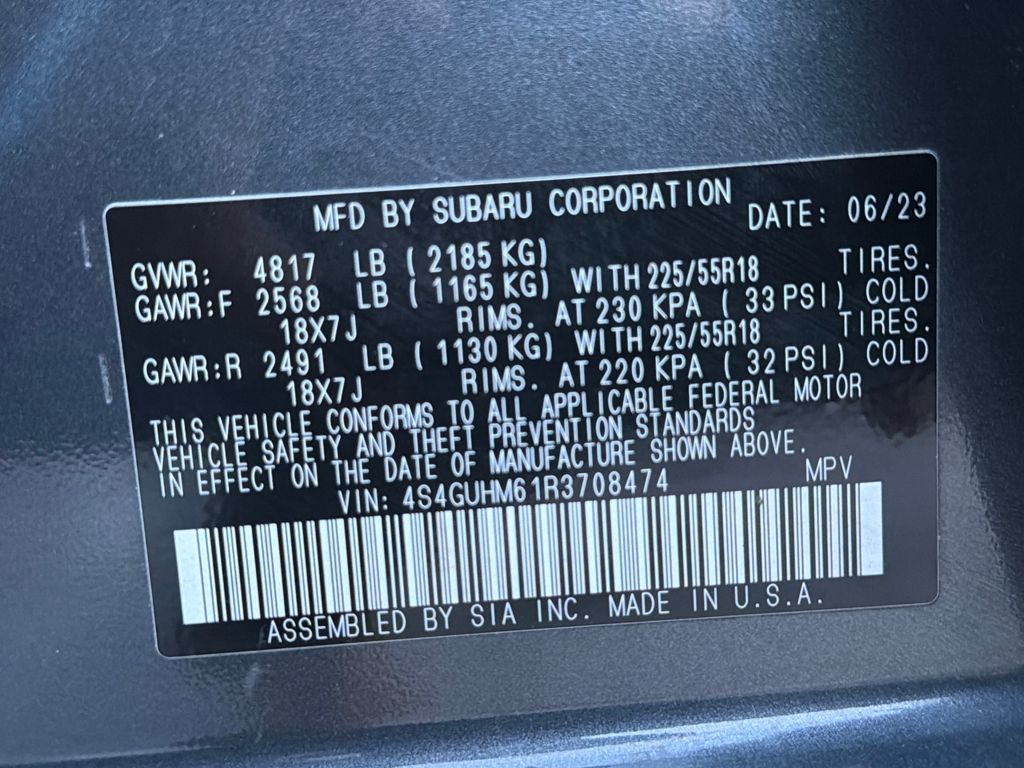 MFD BY SUBARU CORPORATION DATE: 06/23
GVWR: 4817 LB ( 2185 KG)
GAWR:F 2568 LB ( 1165 KG) WITH 225/55R18 TIRES.
18X7J RIMS. AT 230 KPA ( 33 PSI) COLD
GAWR:R 2491 LB ( 1130 KG) WITH 225/55R18 TIRES.
18X7J RIMS. AT 220 KPA ( 32 PSI) COLD
THIS VEHICLE CONFORMS TO ALL APPLICABLE FEDERAL MOTOR
VEHICLE SAFETY AND THEFT PREVENTION STANDARDS
IN EFFECT ON THE DATE OF MANUFACTURE SHOWN ABOVE.
VIN: 4S4GUHM61R3708474 MPV
ASSEMBLED BY SIA INC. MADE IN U.S.A.